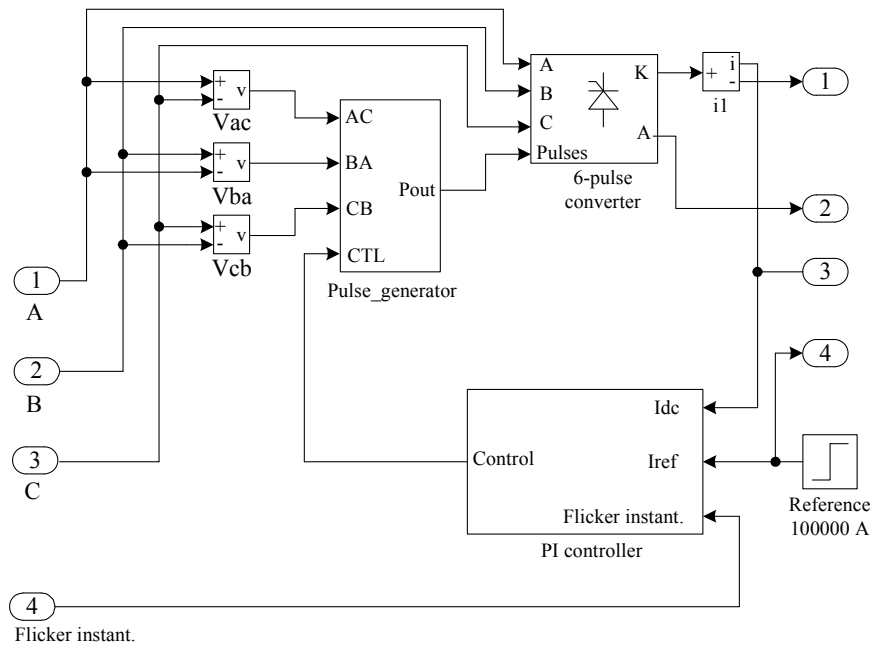 A
B
C
Pulses
K
A
6-pulse
converter
+
i
-
i1
1
2
3
4
+
-
v
Vac
+
-
v
Vba
+
-
v
Vcb
AC
BA
CB
CTL
Pout
Pulse_generator
1
A
2
B
3
C
Idc
Iref
Control
Flicker instant.
PI controller
Reference
100000 A
4
Flicker instant.